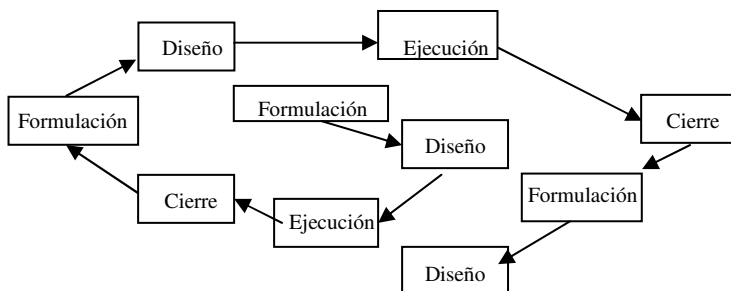 Diseño
Ejecución
Formulación
Formulación
Cierre
Diseño
Cierre
Ejecución
Formulación
Diseño